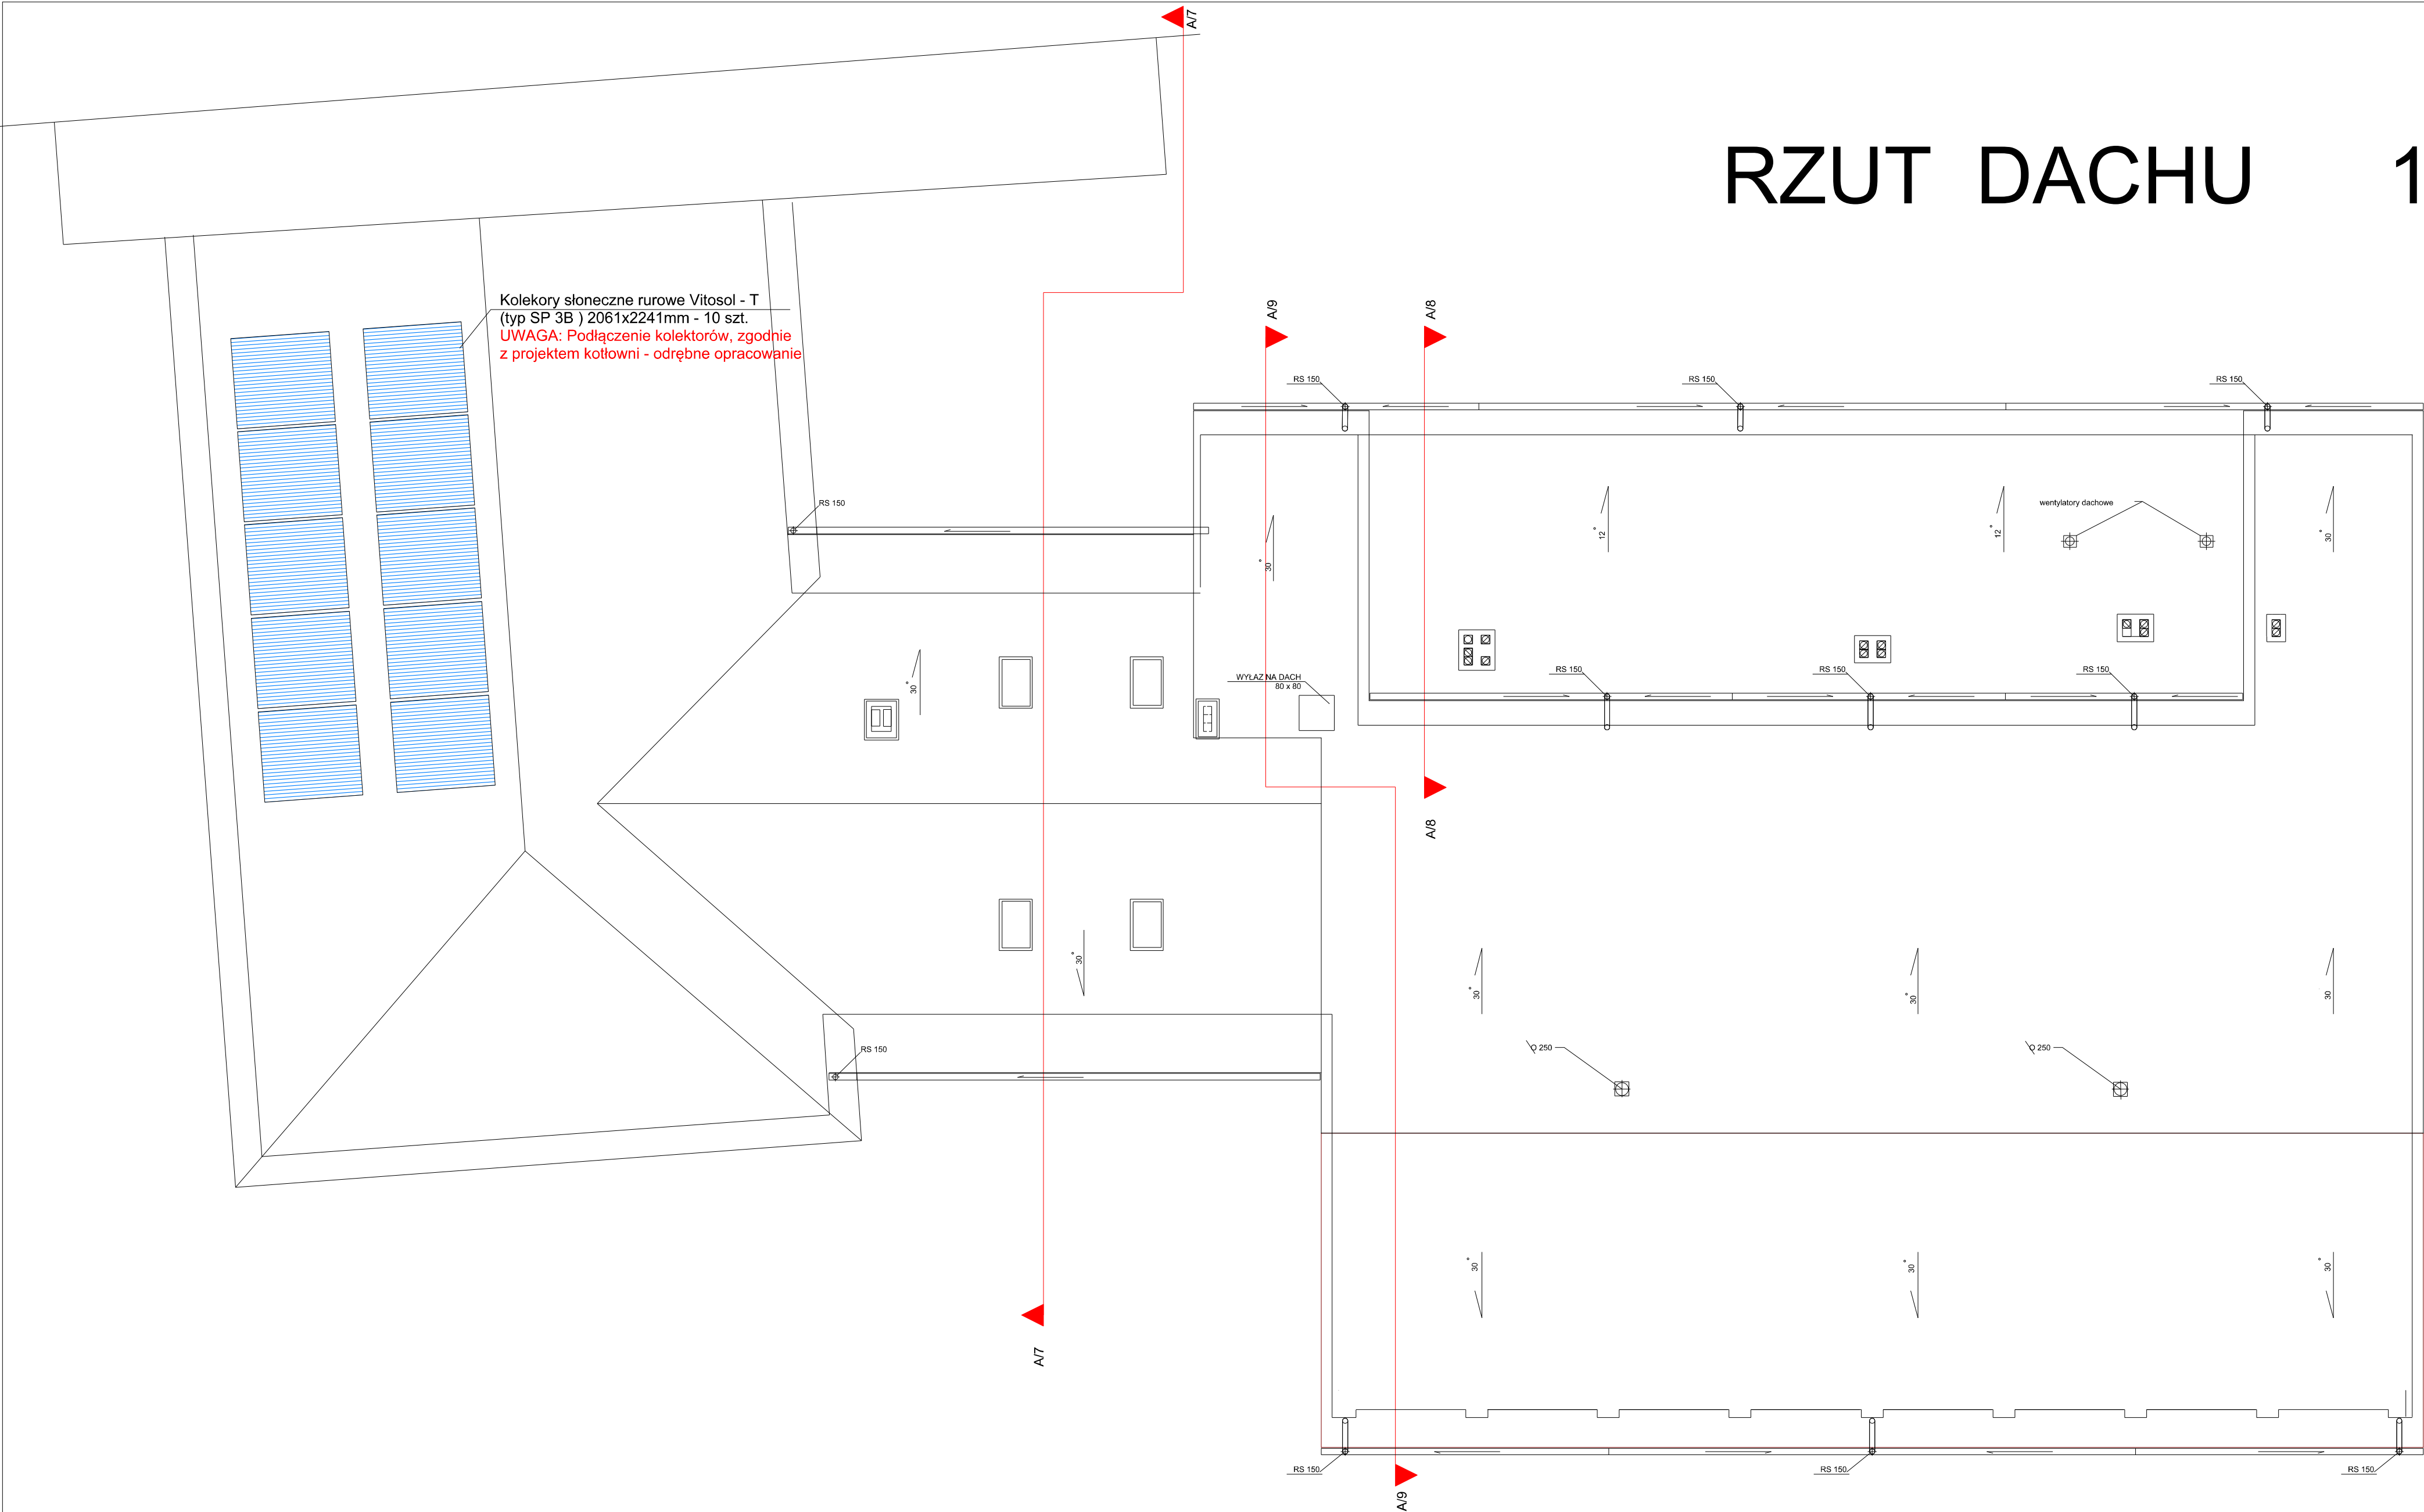 A/7
RZUT DACHU 1
Kolekory słoneczne rurowe Vitosol - T
(typ SP 3B ) 2061x2241mm - 10 szt.
UWAGA: Podłączenie kolektorów, zgodnie
z projektem kotłowni - odrębne opracowanie
A/9
A/8
RS 150
RS 150
RS 150
RS 150
wentylatory dachowe
30°
12°
12°
30°
WYŁAZ NA DACH
80 x 80
RS 150
RS 150
RS 150
30°
A/8
30°
30°
30°
30
RS 150
O 250
O 250
30°
30°
30°
A/7
RS 150
RS 150
RS 150
A/9